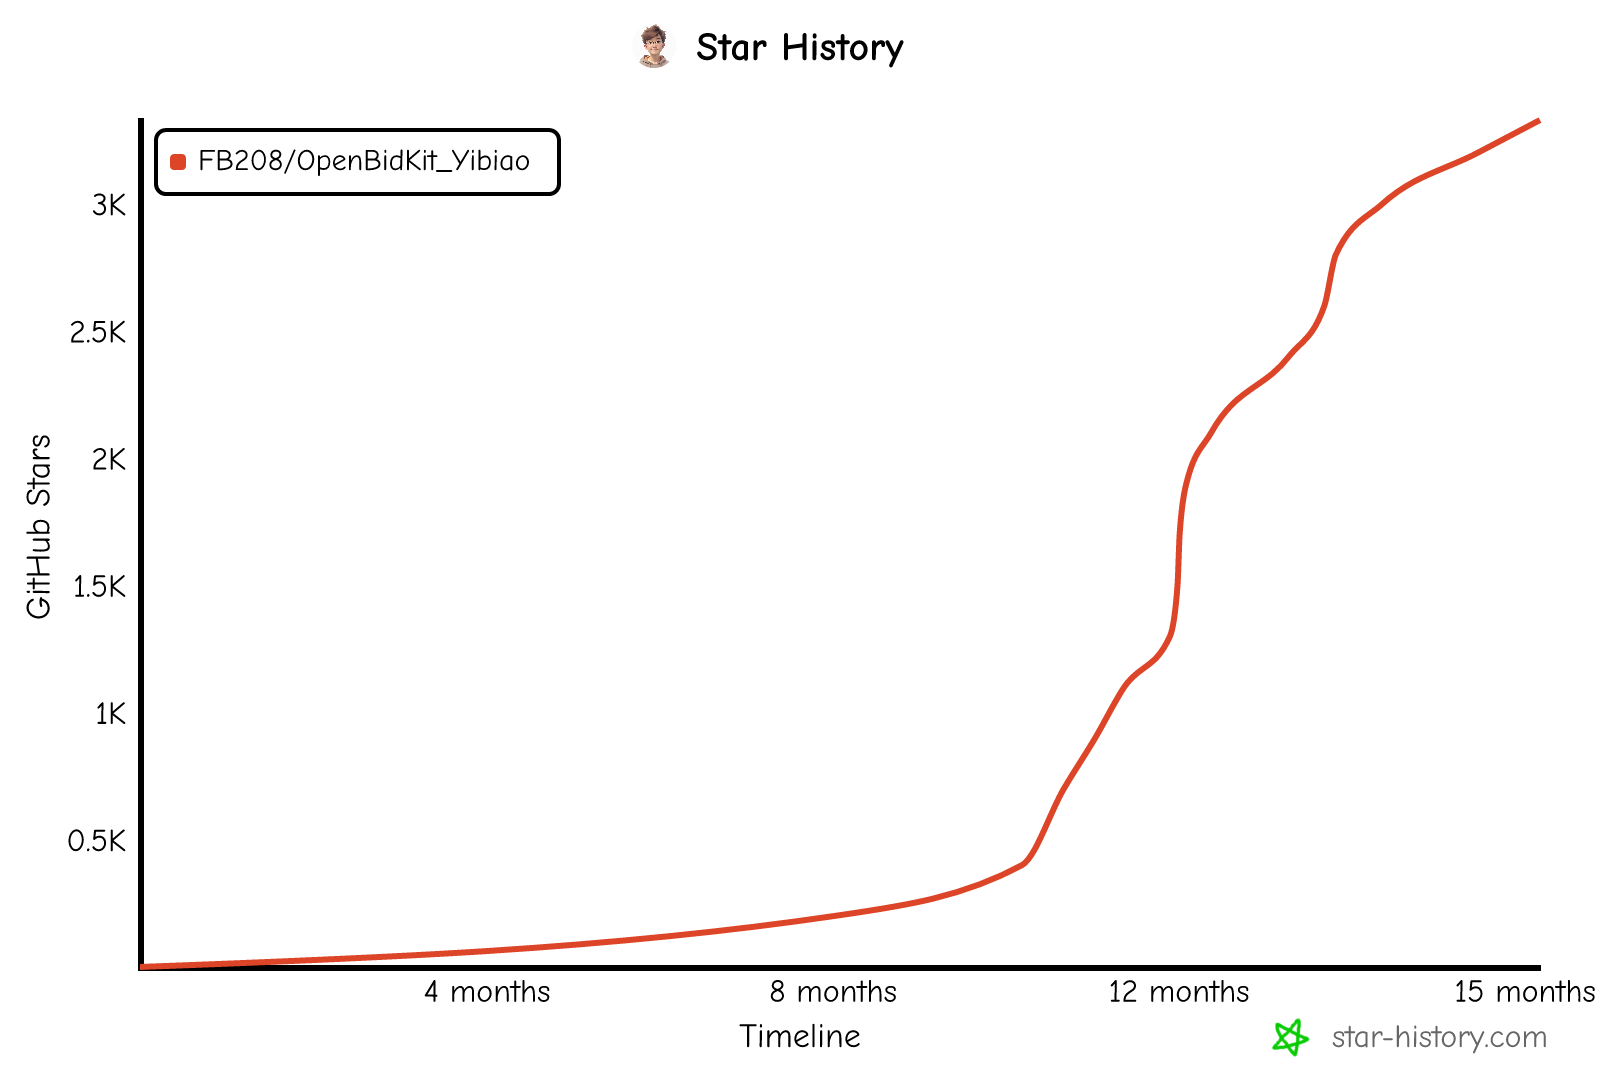 Star History
FB208/OpenBidKit_Yibiao
3K
2.5K
2K
1.5K
1K
0.5K
GitHub Stars
4 months
8 months
12 months
15 months
Timeline
star-history.com